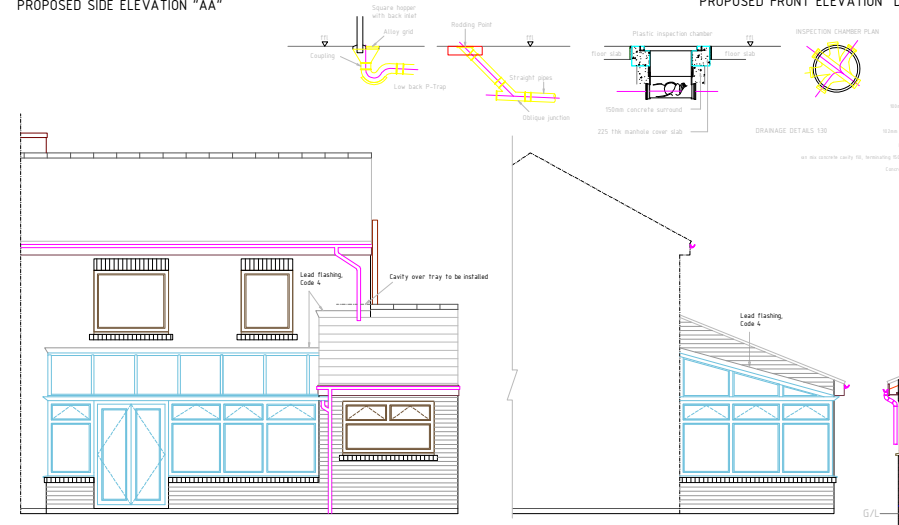 PROPOSED SIDE ELEVATION "AA"
PROPOSED FRONT ELEVATION
Square hopper
with back inlet
Alloy grid
Coupling
Low back P-Trap
Rodding Point
Straight pipes
Oblique junction
Plastic inspection chamber
floor slab
floor slab
150mm concrete surround
225 thk manhole cover slab
INSPECTION CHAMBER PLAN
DRAINAGE DETAILS 1:30
Lead flashing,
Code 4
Cavity over tray to be installed
Lead flashing,
Code 4
G/L